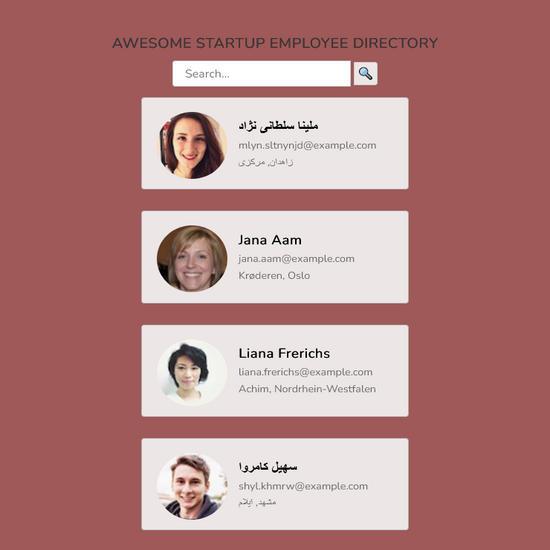 AWESOME STARTUP EMPLOYEE DIRECTORY
Search...
ملینا سلطانی نژاد
mlyn.sltnynjd@example.com
زاهدان, مرکزی
Jana Aam
jana.aam@example.com
Krøderen, Oslo
Liana Frerichs
liana.frerichs@example.com
Achim, Nordrhein-Westfalen
سهیل کامروا
shyl.khmrw@example.com
مشهد, ایلام